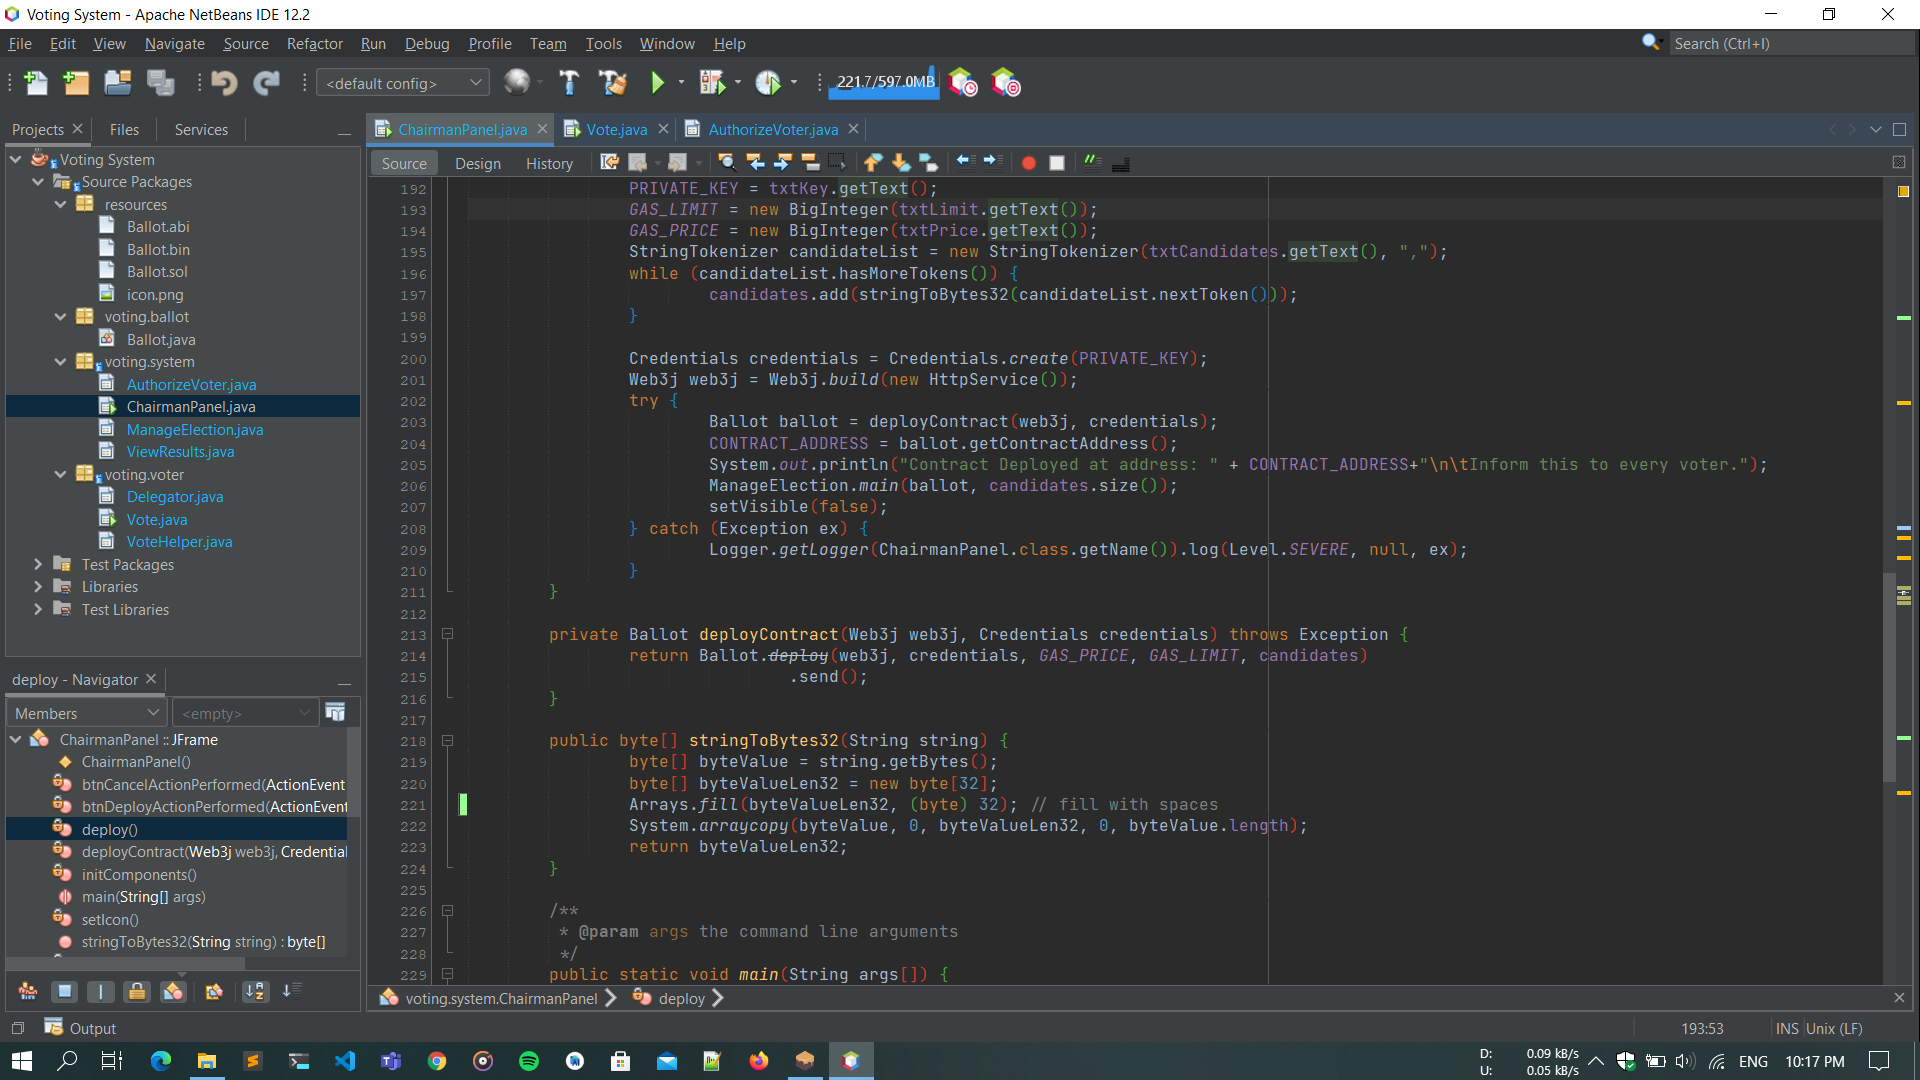 Voting System - Apache NetBeans IDE 12.2
File Edit View Navigate Source Refactor Run Debug Profile Team Tools Window Help
Search (Ctrl+I)
<default config>
221.7/597.0MB
Projects Files Services
ChairmanPanel.java Vote.java AuthorizeVoter.java
Source Design History
Voting System
Source Packages
resources
Ballot.abi
Ballot.bin
Ballot.sol
icon.png
voting.ballot
Ballot.java
voting.system
AuthorizeVoter.java
ChairmanPanel.java
ManageElection.java
ViewResults.java
voting.voter
Delegator.java
Vote.java
VoteHelper.java
Test Packages
Libraries
Test Libraries
deploy - Navigator
Members <empty>
ChairmanPanel :: JFrame
ChairmanPanel()
btnCancelActionPerformed(ActionEvent
btnDeployActionPerformed(ActionEvent
deploy()
deployContract(Web3j web3j, Credential
initComponents()
main(String[] args)
setIcon()
stringToBytes32(String string) : byte[]
192 PRIVATE_KEY = txtKey.getText();
193 GAS_LIMIT = new BigInteger(txtLimit.getText());
194 GAS_PRICE = new BigInteger(txtPrice.getText());
195 StringTokenizer candidateList = new StringTokenizer(txtCandidates.getText(), ",");
196 while (candidateList.hasMoreTokens()) {
197 candidates.add(stringToBytes32(candidateList.nextToken()));
198 }
199
200 Credentials credentials = Credentials.create(PRIVATE_KEY);
201 Web3j web3j = Web3j.build(new HttpService());
202 try {
203 Ballot ballot = deployContract(web3j, credentials);
204 CONTRACT_ADDRESS = ballot.getContractAddress();
205 System.out.println("Contract Deployed at address: " + CONTRACT_ADDRESS+"\n\tInform this to every voter.");
206 ManageElection.main(ballot, candidates.size());
207 setVisible(false);
208 } catch (Exception ex) {
209 Logger.getLogger(ChairmanPanel.class.getName()).log(Level.SEVERE, null, ex);
210 }
211 }
212
213 private Ballot deployContract(Web3j web3j, Credentials credentials) throws Exception {
214 return Ballot.deploy(web3j, credentials, GAS_PRICE, GAS_LIMIT, candidates)
215 .send();
216 }
217
218 public byte[] stringToBytes32(String string) {
219 byte[] byteValue = string.getBytes();
220 byte[] byteValueLen32 = new byte[32];
221 Arrays.fill(byteValueLen32, (byte) 32); // fill with spaces
222 System.arraycopy(byteValue, 0, byteValueLen32, 0, byteValue.length);
223 return byteValueLen32;
224 }
225
226 /**
227 * @param args the command line arguments
228 */
229 public static void main(String args[]) {
voting.system.ChairmanPanel deploy
Output
193:53 INS Unix (LF)
D: 0.09 kB/s
U: 0.05 kB/s
ENG 10:17 PM